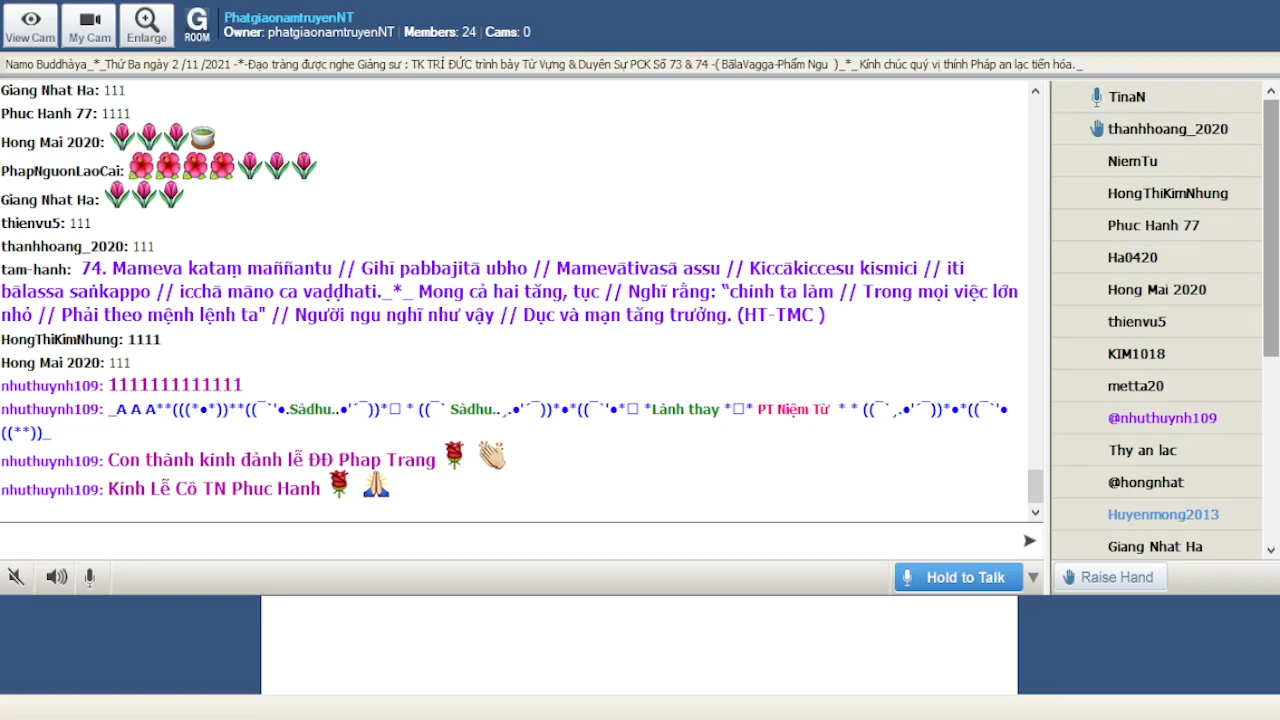 View Cam
My Cam
Enlarge
G
ROOM
PhatgiaonamtruyenNT
Owner: phatgiaonamtruyenNT | Members: 24 | Cams: 0
Namo Buddhàya_*_Thứ Ba ngày 2 /11 /2021 -*-Đạo tràng được nghe Giảng sư : TK TRÍ ĐỨC trình bày Từ Vựng & Duyên Sự PCK Số 73 & 74 -( BãlaVagga-Phẩm Ngu )_*_ Kính chúc quý vị thính Pháp an lạc tiến hóa._
Giang Nhat Ha: 111
Phuc Hanh 77: 1111
Hong Mai 2020:
PhapNguonLaoCai:
Giang Nhat Ha:
thienvu5: 111
thanhhoang_2020: 111
tam-hanh: 74. Mameva kataṃ maññantu // Gihī pabbajitā ubho // Mamevātivasā assu // Kiccākiccesu kismici // iti
bālassa saṅkappo // icchā māno ca vaḍḍhati._*_ Mong cả hai tăng, tục // Nghĩ rằng: “chính ta làm // Trong mọi việc lớn
nhỏ // Phải theo mệnh lệnh ta" // Người ngu nghĩ như vậy // Dục và mạn tăng trưởng. (HT-TMC )
HongThiKimNhung: 1111
Hong Mai 2020: 111
nhuthuynh109: 1111111111111
nhuthuynh109: _A A A**(((*•*))**((¯`'•.Sàdhu..•'´¯))*□ * ((¯` Sàdhu..¸.•'´¯))*•*((¯`'•*□ *Lành thay *□* PT Niệm Từ * * ((¯`¸.•'´¯))*•*((¯`'•
((**))_
nhuthuynh109: Con thành kính đảnh lễ ĐĐ Phap Trang
nhuthuynh109: Kính Lễ Cô TN Phuc Hanh
Hold to Talk
TinaN
thanhhoang_2020
NiemTu
HongThiKimNhung
Phuc Hanh 77
Ha0420
Hong Mai 2020
thienvu5
KIM1018
metta20
@nhuthuynh109
Thy an lac
@hongnhat
Huyenmong2013
Giang Nhat Ha
Raise Hand